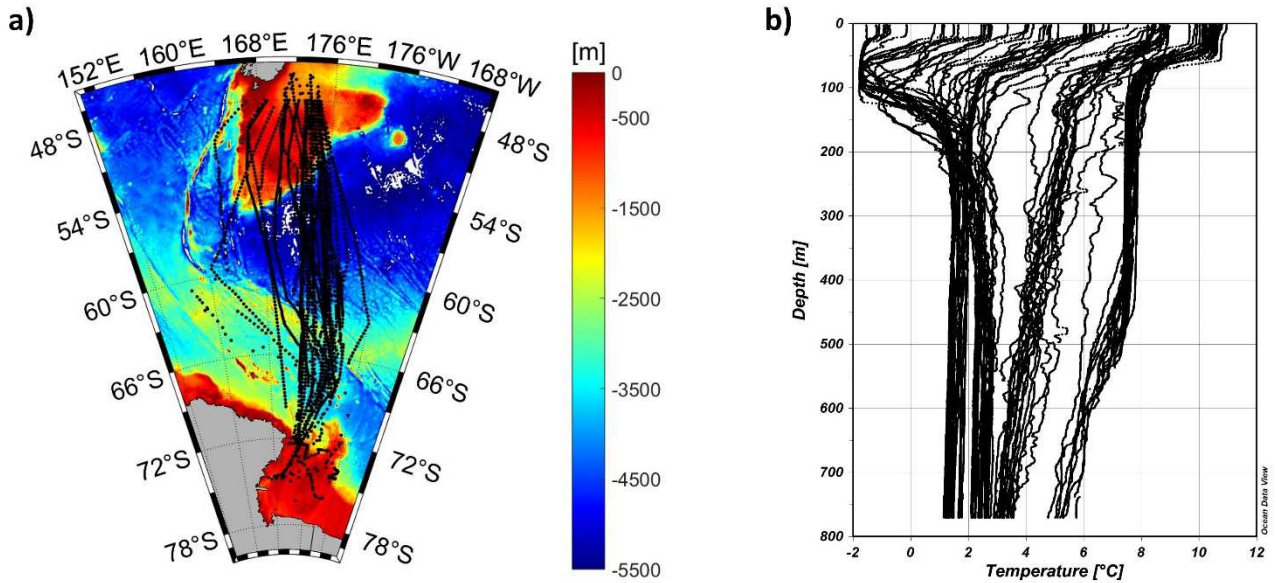 a)
152°E 160°E 168°E 176°E 176°W 168°W
48°S
54°S
60°S
66°S
72°S
78°S
48°S
54°S
60°S
66°S
72°S
78°S
[m]
0
-500
-1500
-2500
-3500
-4500
-5500
b)
0
100
200
300
400
500
600
700
800
Depth [m]
-2 0 2 4 6 8 10 12
Temperature [°C]
Ocean Data View